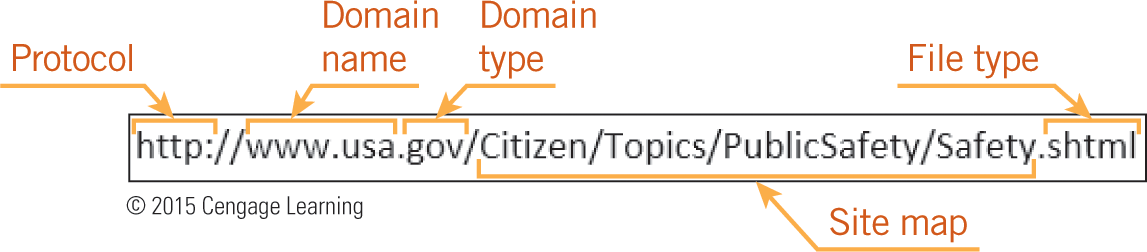 Protocol
Domain
name
Domain
type
File type
http://www.usa.gov/Citizen/Topics/PublicSafety/Safety.shtml
© 2015 Cengage Learning
Site map